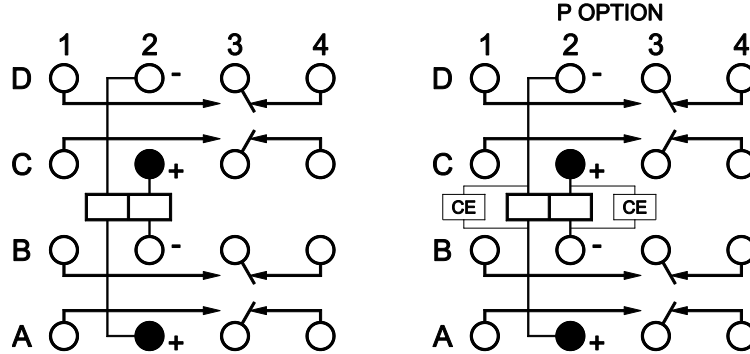 P OPTION
1 2 3 4 1 2 3 4
D - D -
C + C +
CE CE
B - B -
A + A +